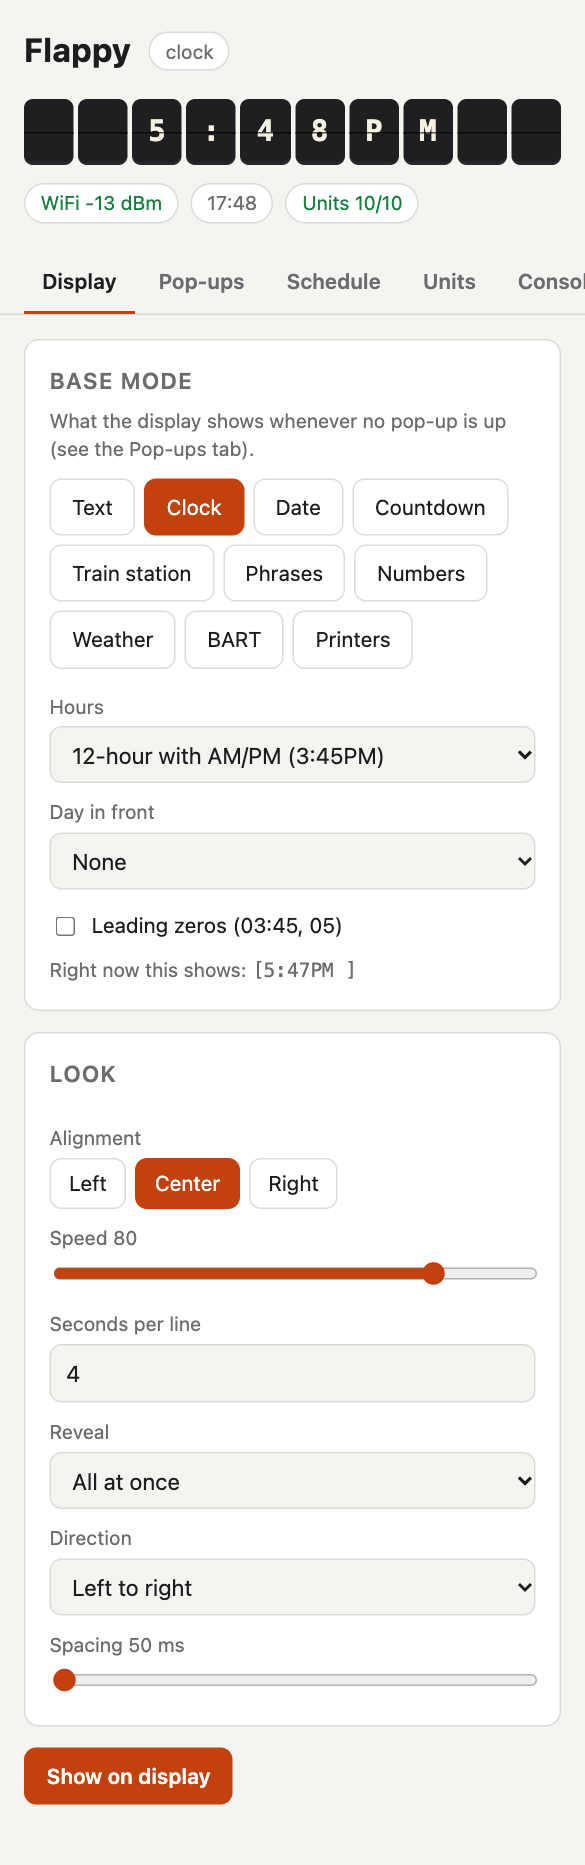 Flappy clock
5 : 4 8 P M
WiFi -13 dBm 17:48 Units 10/10
Display Pop-ups Schedule Units Consol
BASE MODE
What the display shows whenever no pop-up is up
(see the Pop-ups tab).
Text Clock Date Countdown
Train station Phrases Numbers
Weather BART Printers
Hours
12-hour with AM/PM (3:45PM)
Day in front
None
Leading zeros (03:45, 05)
Right now this shows: [5:47PM ]
LOOK
Alignment
Left Center Right
Speed 80
Seconds per line
4
Reveal
All at once
Direction
Left to right
Spacing 50 ms
Show on display